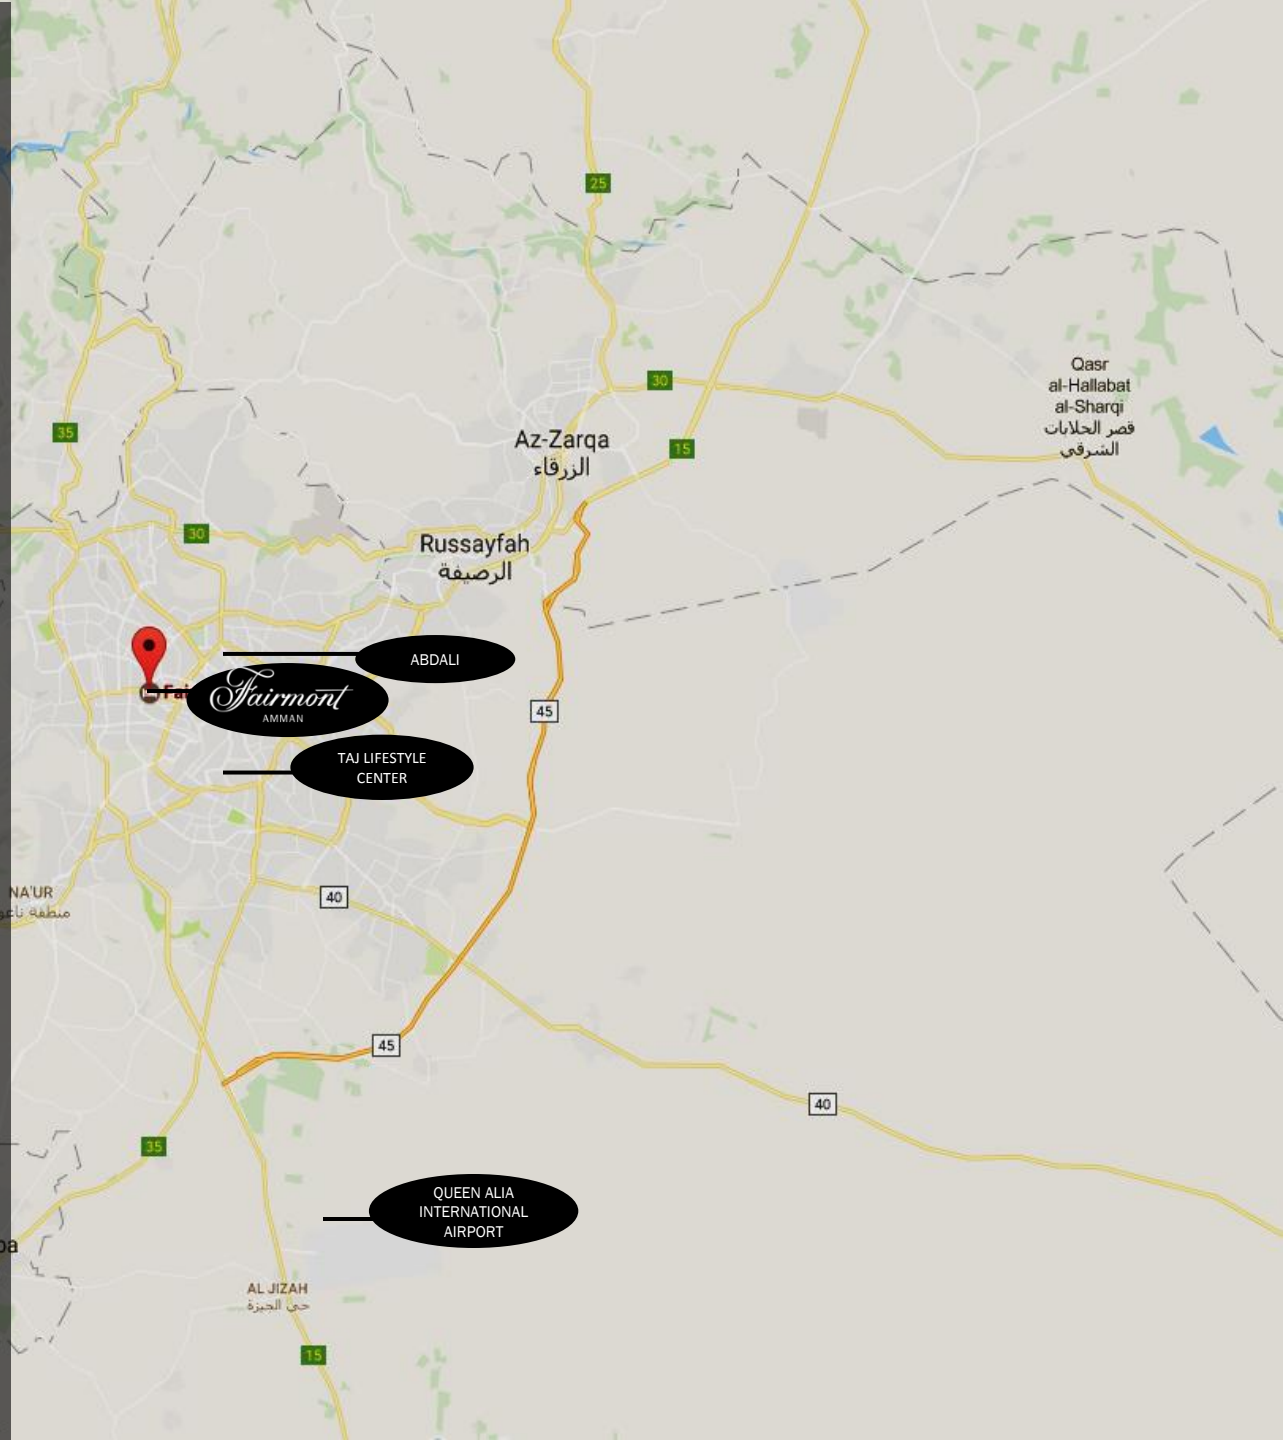 25
30
Qasr
al-Hallabat
al-Sharqi
قصر الحلابات
الشرقي
35
Az-Zarqa
الزرقاء
15
30
Russayfah
الرصيفة
ABDALI
Fairmont
AMMAN
45
TAJ LIFESTYLE
CENTER
NA'UR
40
45
40
35
QUEEN ALIA
INTERNATIONAL
AIRPORT
AL JIZAH
حي الجيزة
15